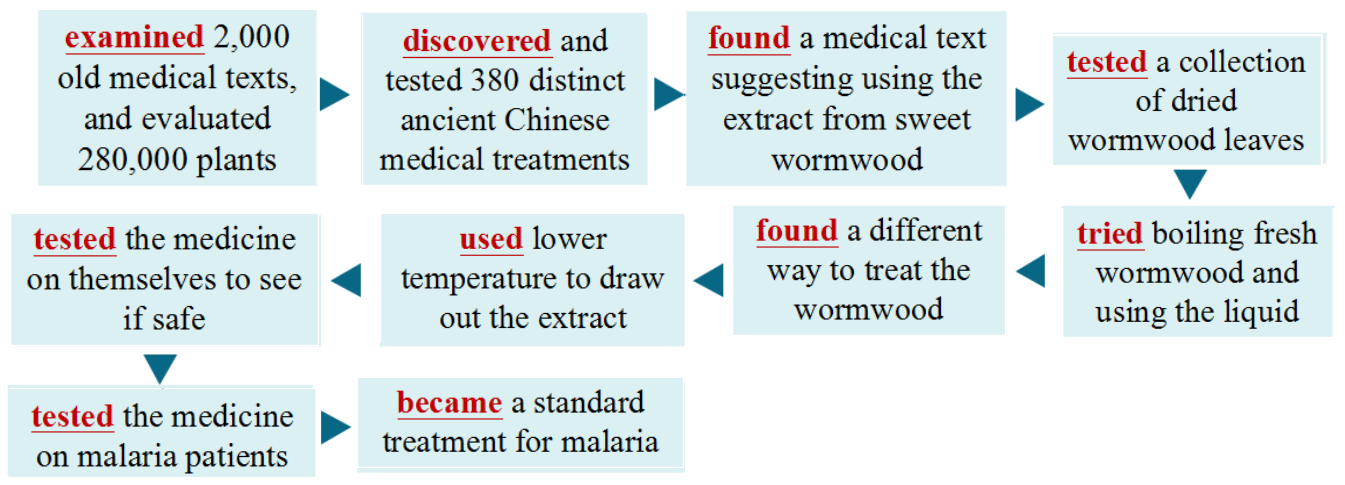 examined 2,000
old medical texts,
and evaluated
280,000 plants
discovered and
tested 380 distinct
ancient Chinese
medical treatments
found a medical text
suggesting using the
extract from sweet
wormwood
tested a collection
of dried
wormwood leaves
tried boiling fresh
wormwood and
using the liquid
found a different
way to treat the
wormwood
used lower
temperature to draw
out the extract
tested the medicine
on themselves to see
if safe
tested the medicine
on malaria patients
became a standard
treatment for malaria